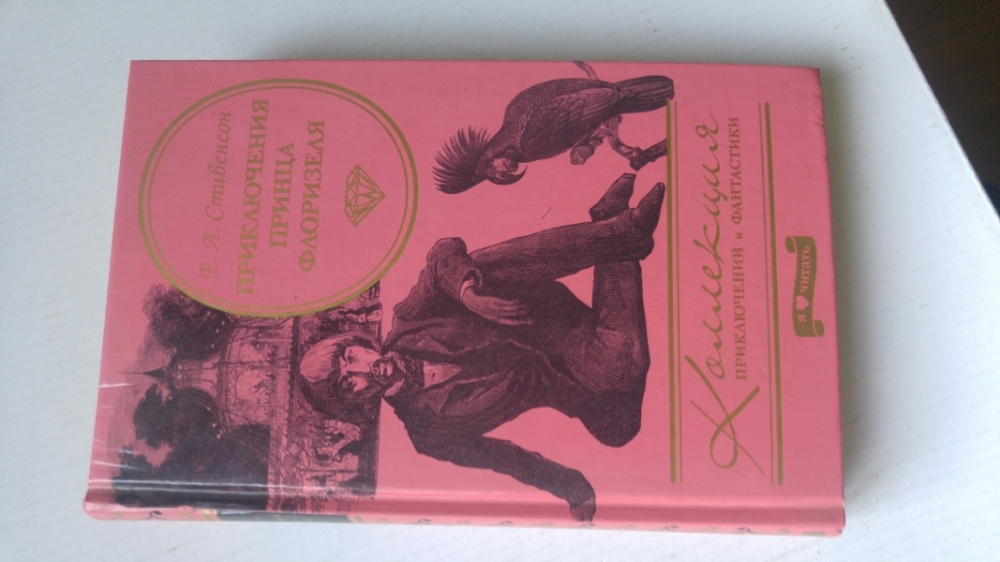 Р. Л. Стивенсон
ПРИКЛЮЧЕНИЯ
ПРИНЦА
ФЛОРИЗЕЛЯ
Коллекция
ПРИКЛЮЧЕНИЙ и ФАНТАСТИКИ
Я ♥ читать